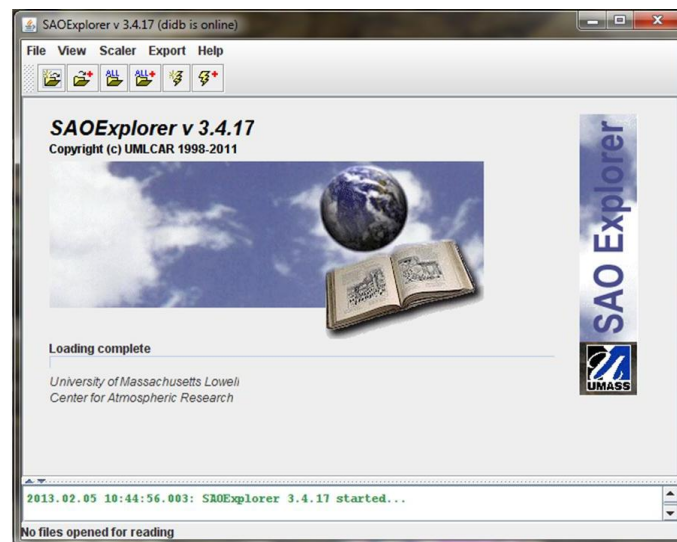 SAOExplorer v 3.4.17 (didb is online)
File View Scaler Export Help
ALL ALL
SAOExplorer v 3.4.17
Copyright (c) UMLCAR 1998-2011
SAO Explorer
Loading complete
UMASS
University of Massachusetts Lowell
Center for Atmospheric Research
2013.02.05 10:44:56.003: SAOExplorer 3.4.17 started...
No files opened for reading